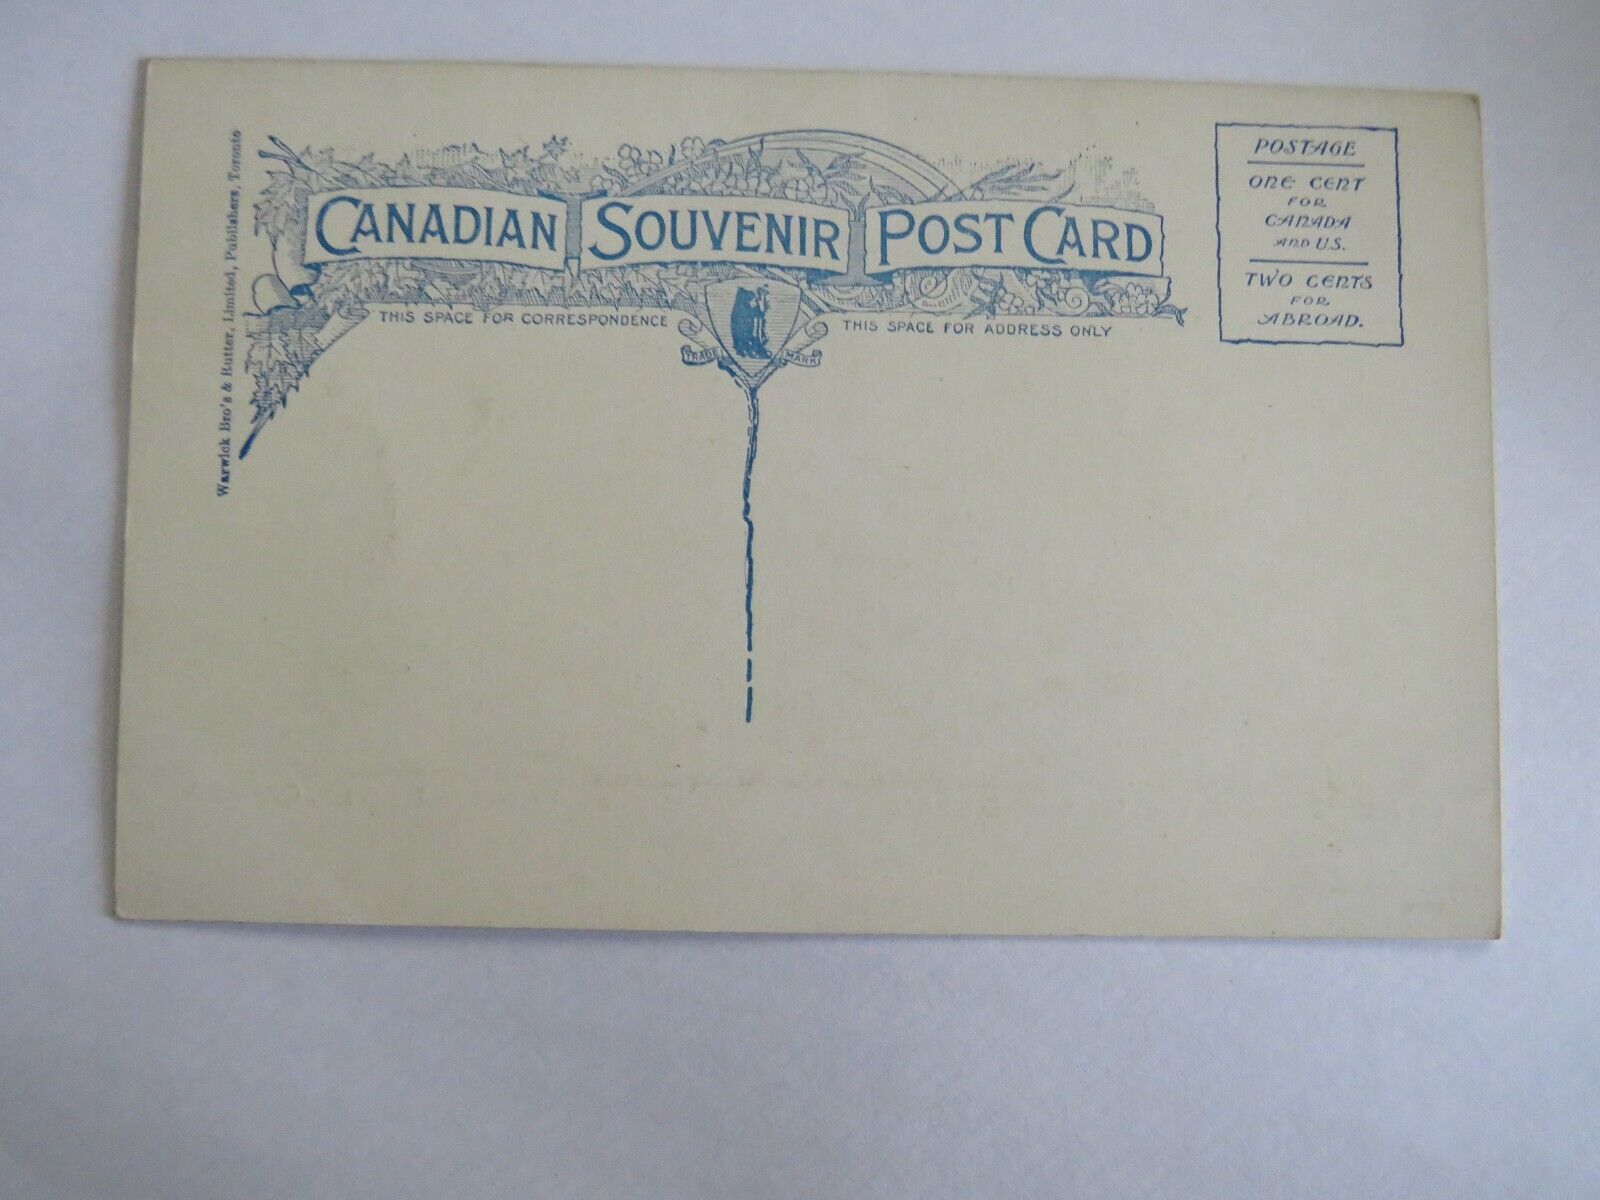 CANADIAN SOUVENIR POST CARD
THIS SPACE FOR CORRESPONDENCE
THIS SPACE FOR ADDRESS ONLY
TRADE MARK
POSTAGE
ONE CENT
FOR
CANADA
AND U.S.
TWO CENTS
FOR
ABROAD.
Warwick Bro's & Rutter, Limited, Publishers, Toronto